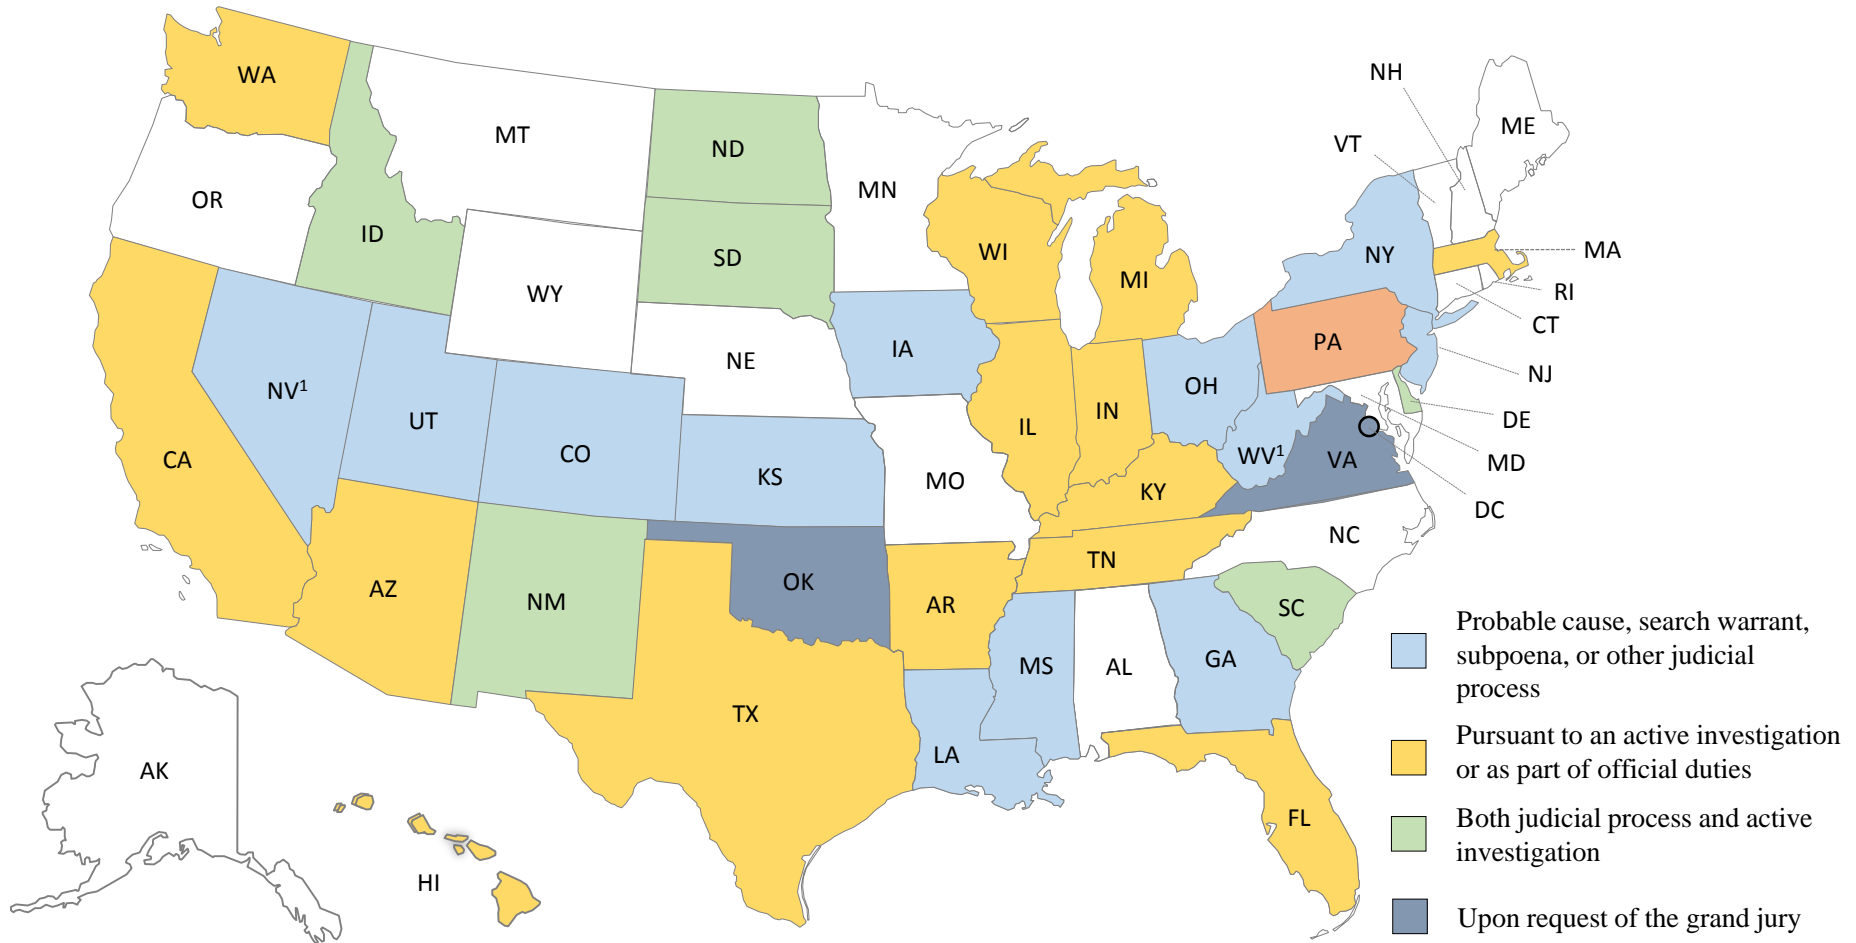 NH
WA
ME
MT
VT
ND
MN
OR
ID
NY
MA
WI
SD
MI
RI
WY
CT
PA
IA
NE
NJ
OH
NV¹
IN
UT
DE
IL
CO
WV¹
VA
CA
MD
KS
MO
KY
DC
NC
TN
OK
AZ
NM
AR
SC
Probable cause, search warrant,
subpoena, or other judicial
process
GA
MS
AL
TX
Pursuant to an active investigation
or as part of official duties
LA
AK
FL
Both judicial process and active
investigation
HI
Upon request of the grand jury